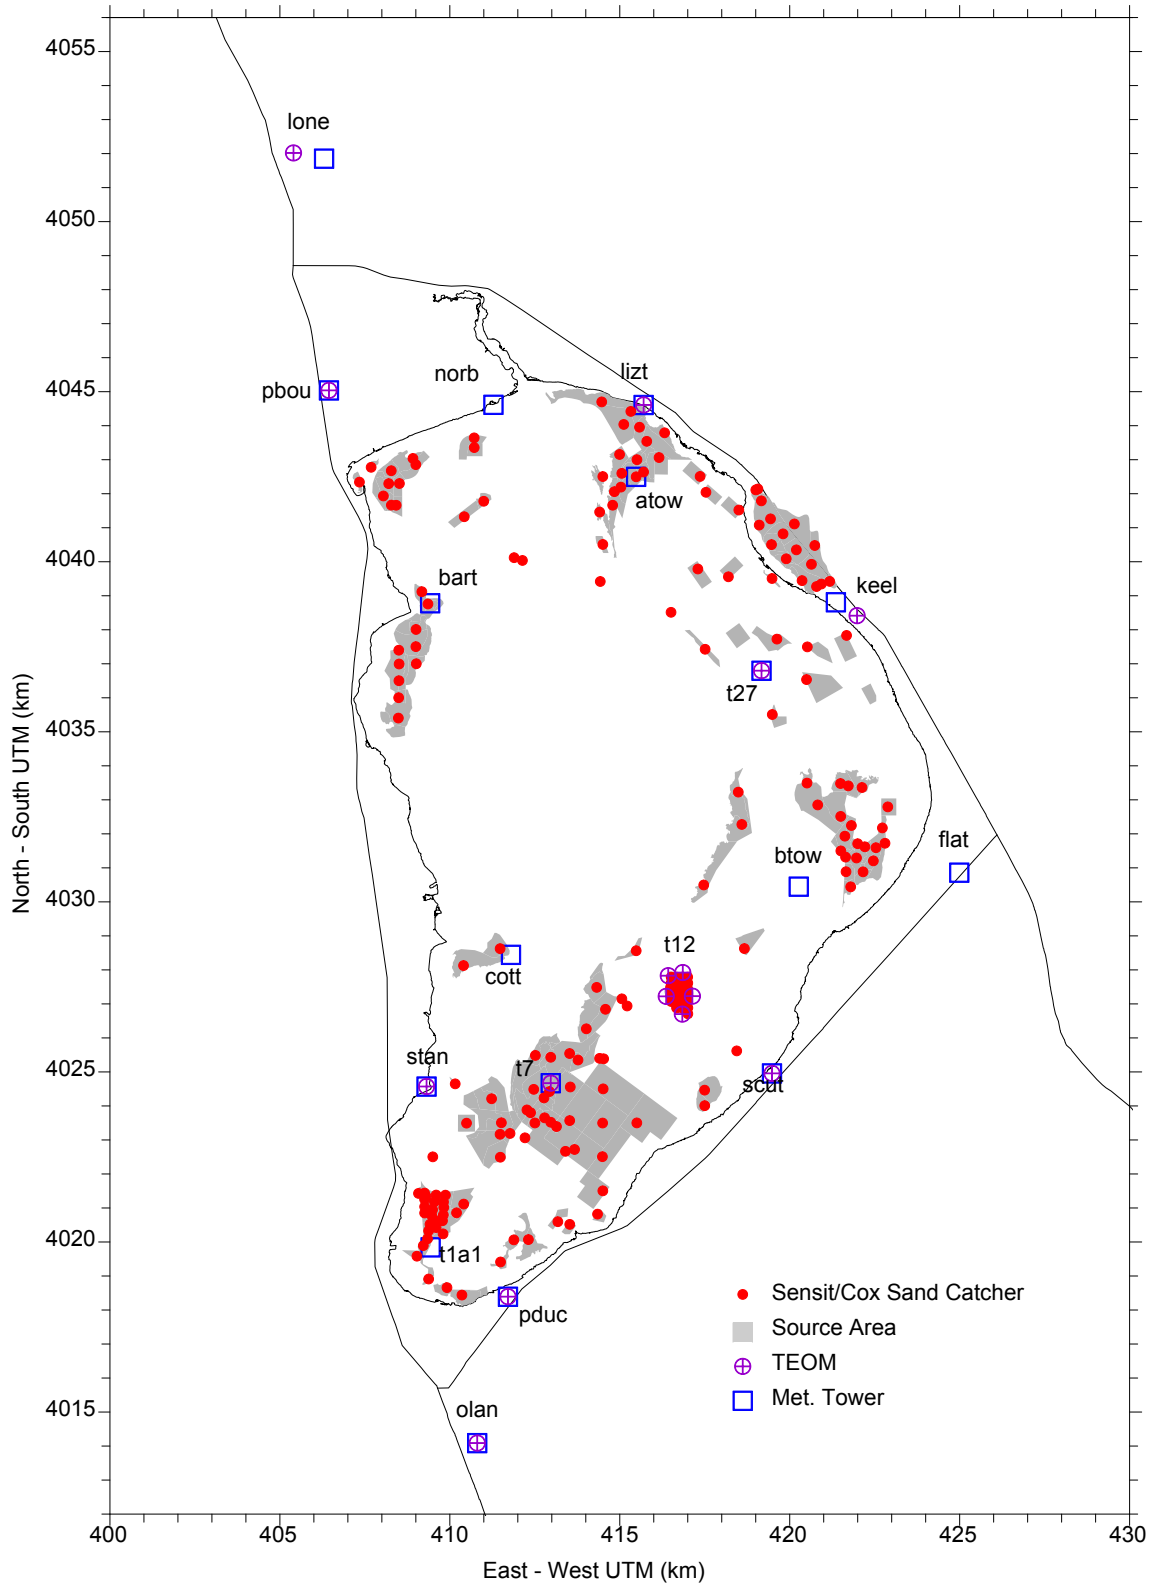 4055
lone
4050
lizt
norb
4045
pbou
atow
4040
bart
keel
t27
4035
North - South UTM (km)
flat
btow
4030
t12
cott
stan
t7
4025
scut
4020
t1a1
Sensit/Cox Sand Catcher
pduc
Source Area
TEOM
Met. Tower
olan
4015
400 405 410 415 420 425 430
East - West UTM (km)